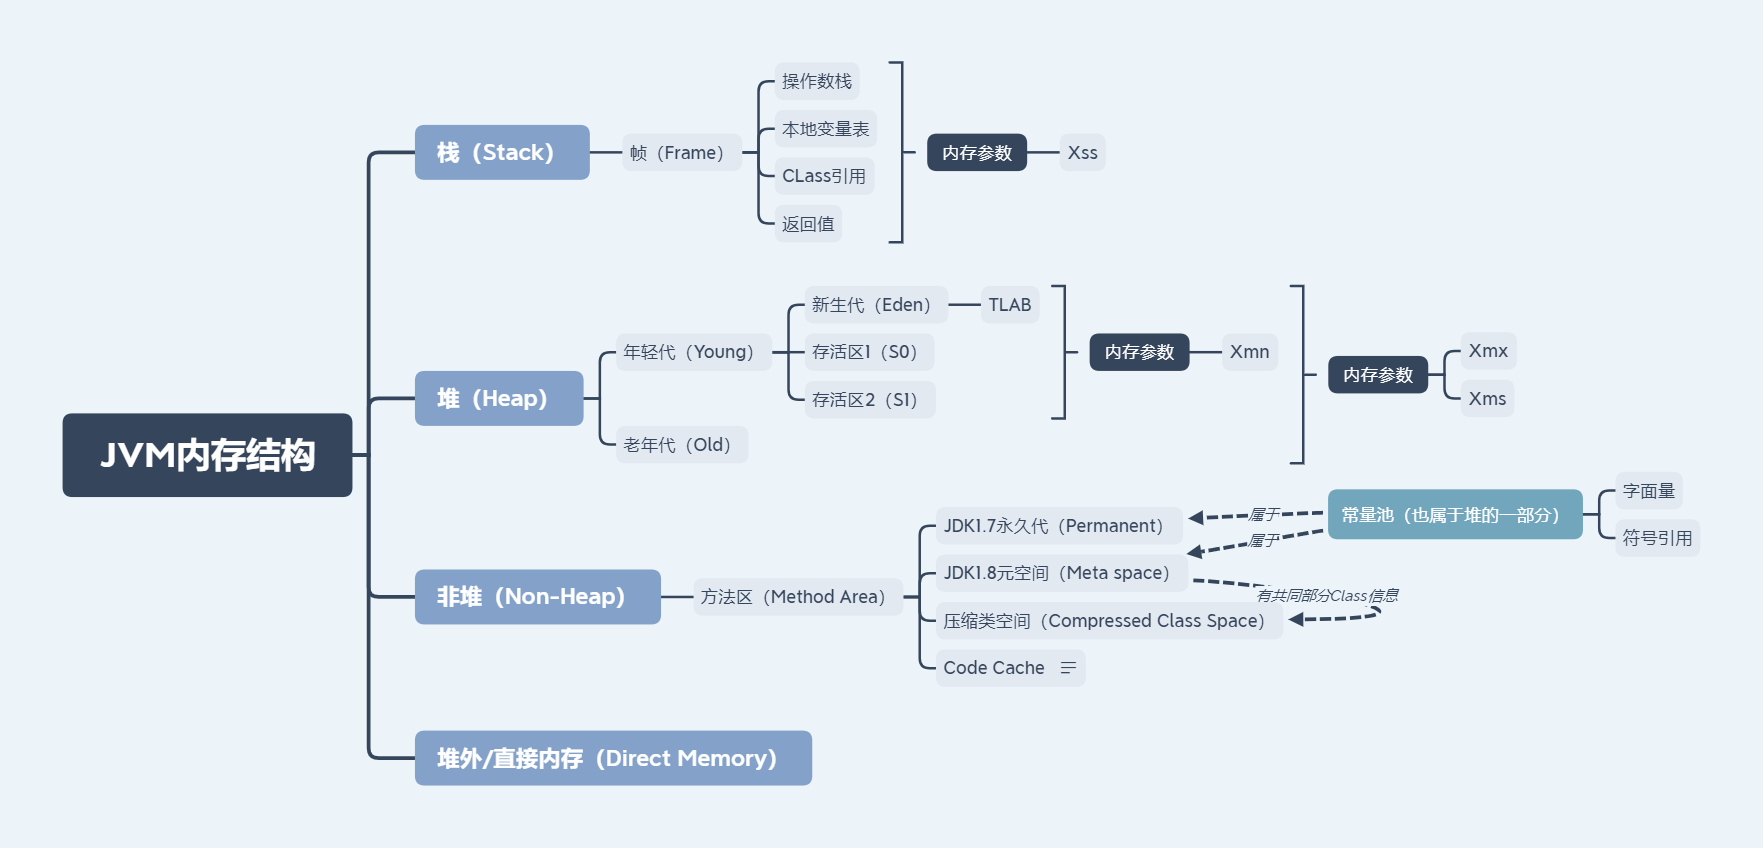 JVM内存结构
栈（Stack）
帧（Frame）
操作数栈
本地变量表
CLass引用
返回值
内存参数
Xss
堆（Heap）
年轻代（Young）
新生代（Eden）
TLAB
存活区1（S0）
存活区2（S1）
内存参数
Xmn
老年代（Old）
内存参数
Xmx
Xms
非堆（Non-Heap）
方法区（Method Area）
JDK1.7永久代（Permanent）
JDK1.8元空间（Meta space）
压缩类空间（Compressed Class Space）
Code Cache
属于
属于
常量池（也属于堆的一部分）
字面量
符号引用
有共同部分Class信息
堆外/直接内存（Direct Memory）